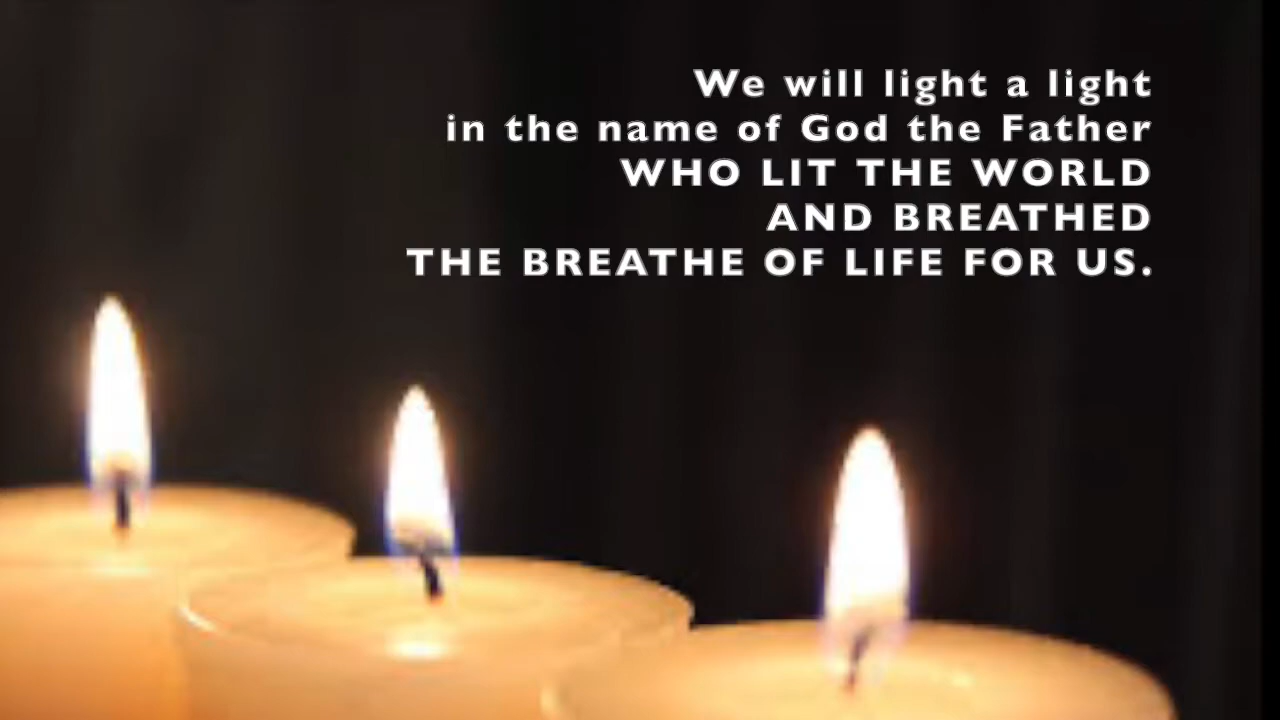 We will light a light
in the name of God the Father
WHO LIT THE WORLD
AND BREATHED
THE BREATHE OF LIFE FOR US.